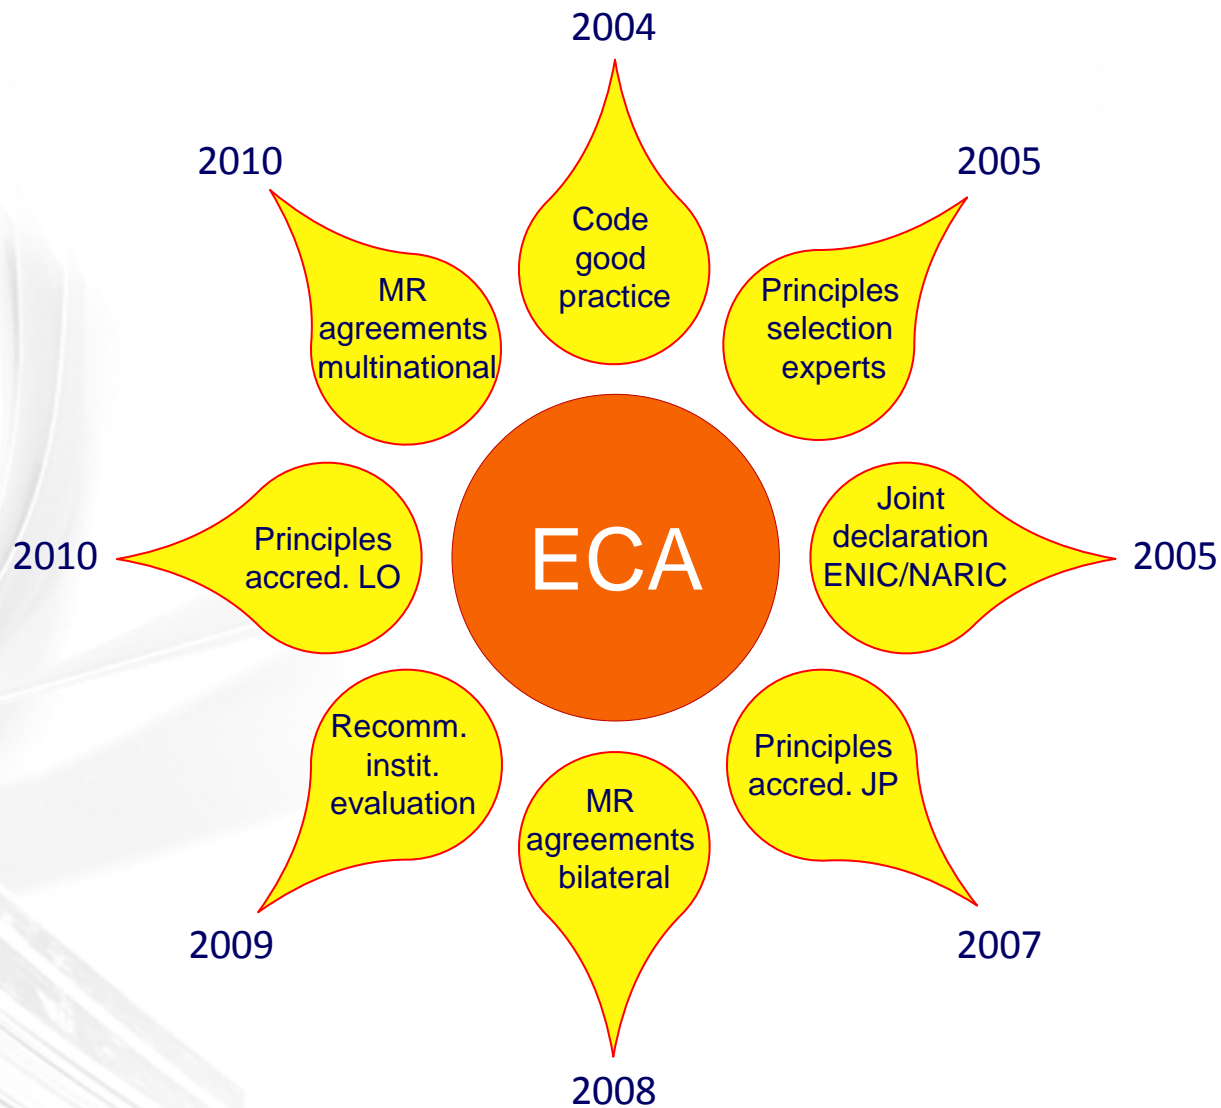 2004
Code
good
practice
2005
Principles
selection
experts
Joint
declaration
ENIC/NARIC
2005
Principles
accred. JP
2007
MR
agreements
bilateral
2008
Recomm.
instit.
evaluation
2009
Principles
accred. LO
2010
MR
agreements
multinational
2010
ECA